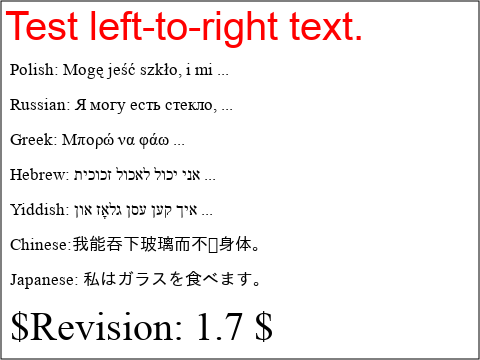 Test left-to-right text.
Polish: Mogę jeść szkło, i mi ...
Russian: Я могу есть стекло, ...
Greek: Μπορώ να φάω ...
Hebrew: אני יכול לאכול זכוכית ...
Yiddish: איך קען עסן גלאָז און ...
Chinese:我能吞下玻璃而不▯身体。
Japanese: 私はガラスを食べます。
$Revision: 1.7 $